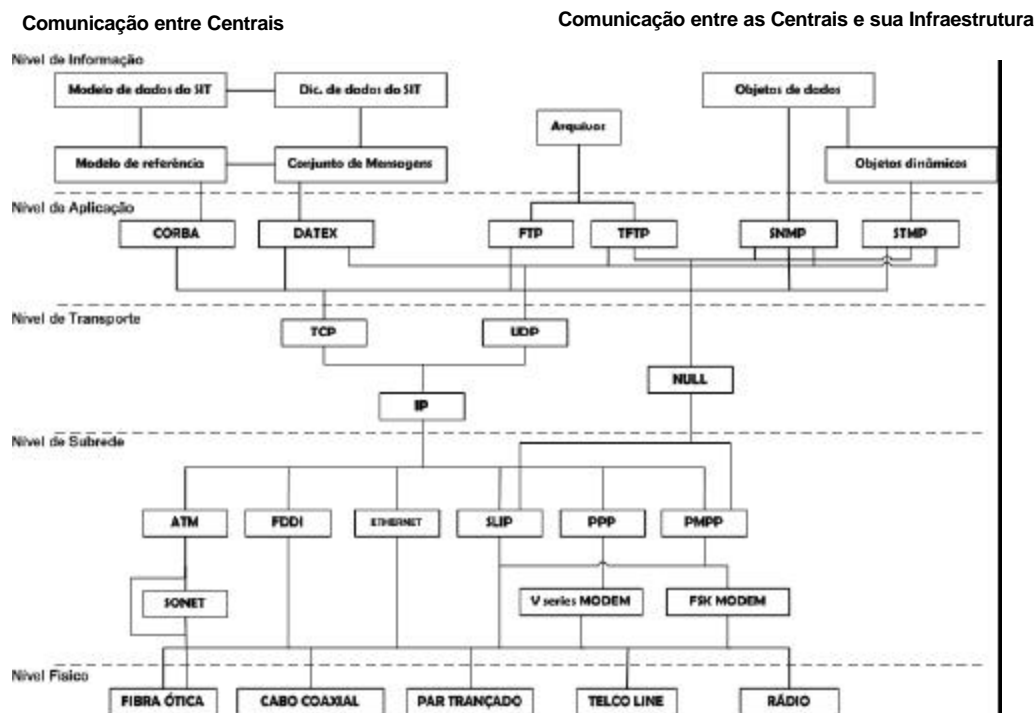 Comunicação entre Centrais
Comunicação entre as Centrais e sua Infraestrutura
Nível de Informação
Modelo de dados do SIT
Dic. de dados do SIT
Objetos de dados
Arquivos
Modelo de referência
Conjunto de Mensagens
Objetos dinâmicos
Nível de Aplicação
CORBA
DATEX
FTP
TFTP
SNMP
STMP
Nível de Transporte
TCP
UDP
NULL
IP
Nível de Subrede
ATM
FDDI
ETHERNET
SLIP
PPP
PMPP
SONET
V series MODEM
FSK MODEM
Nível Físico
FIBRA ÓTICA
CABO COAXIAL
PAR TRANÇADO
TELCO LINE
RÁDIO